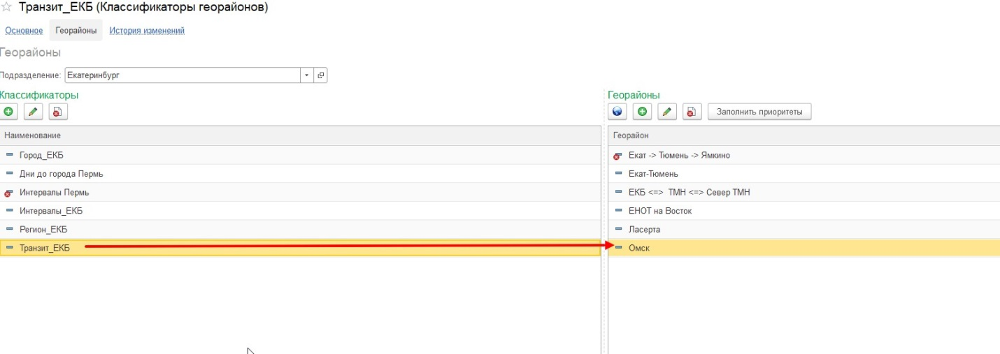 Транзит_ЕКБ (Классификаторы георайонов)
Основное Георайоны История изменений
Георайоны
Подразделение: Екатеринбург
Классификаторы
Наименование
Город_ЕКБ
Дни до города Пермь
Интервалы Пермь
Интервалы_ЕКБ
Регион_ЕКБ
Транзит_ЕКБ
Георайоны
Заполнить приоритеты
Георайон
Екат -> Тюмень -> Ямкино
Екат-Тюмень
ЕКБ <=> ТМН <=> Север ТМН
ЕНОТ на Восток
Ласерта
Омск